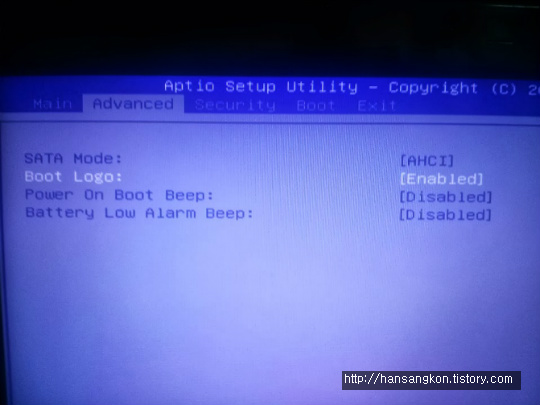 Aptio Setup Utility – Copyright (C) 2
Main Advanced Security Boot Exit
SATA Mode: [AHCI]
Boot Logo: [Enabled]
Power On Boot Beep: [Disabled]
Battery Low Alarm Beep: [Disabled]
http://hansangkon.tistory.com